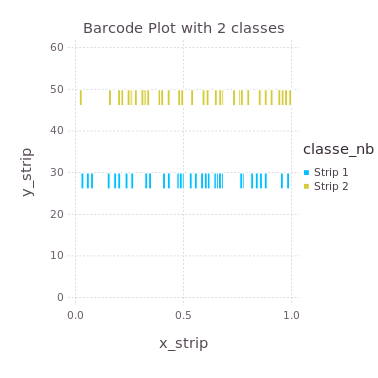 Barcode Plot with 2 classes
60
50
40
30
20
10
0
y_strip
0.0
0.5
1.0
x_strip
classe_nb
Strip 1
Strip 2